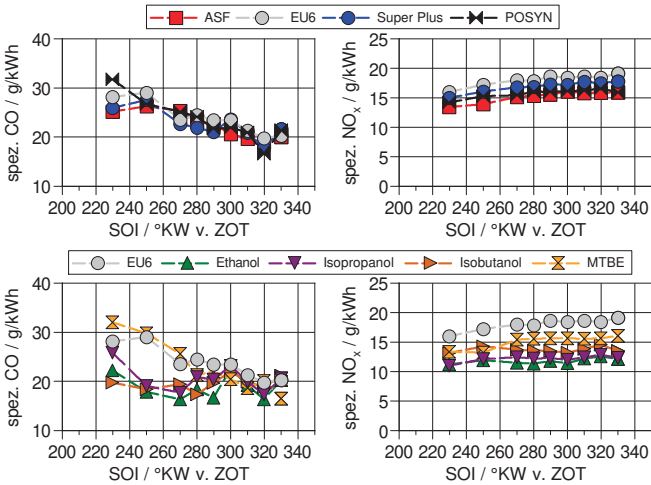 ASF EU6 Super Plus POSYN
40
30
20
10
spez. CO / g/kWh
200 220 240 260 280 300 320 340
SOI / °KW v. ZOT
25
20
15
10
5
0
spez. NOx / g/kWh
200 220 240 260 280 300 320 340
SOI / °KW v. ZOT
EU6 Ethanol Isopropanol Isobutanol MTBE
40
30
20
10
spez. CO / g/kWh
200 220 240 260 280 300 320 340
SOI / °KW v. ZOT
25
20
15
10
5
0
spez. NOx / g/kWh
200 220 240 260 280 300 320 340
SOI / °KW v. ZOT